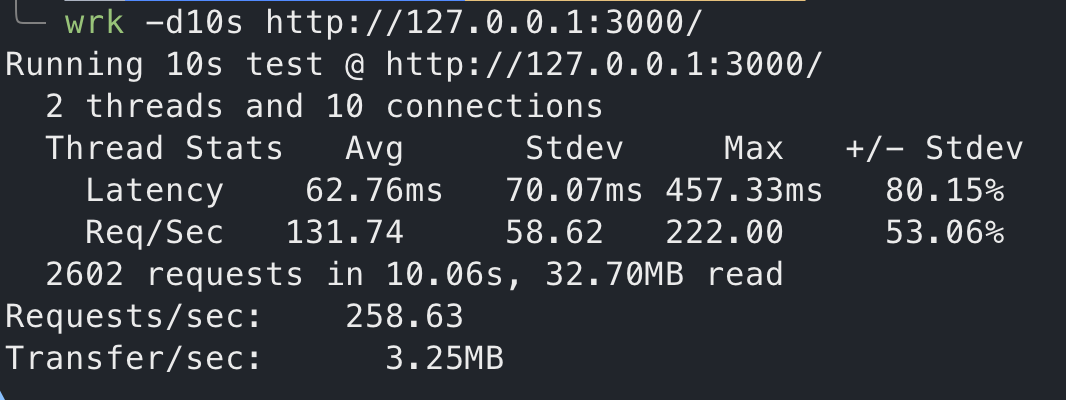 wrk -d10s http://127.0.0.1:3000/
Running 10s test @ http://127.0.0.1:3000/
  2 threads and 10 connections
  Thread Stats   Avg      Stdev     Max   +/- Stdev
    Latency    62.76ms   70.07ms 457.33ms   80.15%
    Req/Sec   131.74     58.62   222.00     53.06%
  2602 requests in 10.06s, 32.70MB read
Requests/sec:    258.63
Transfer/sec:      3.25MB